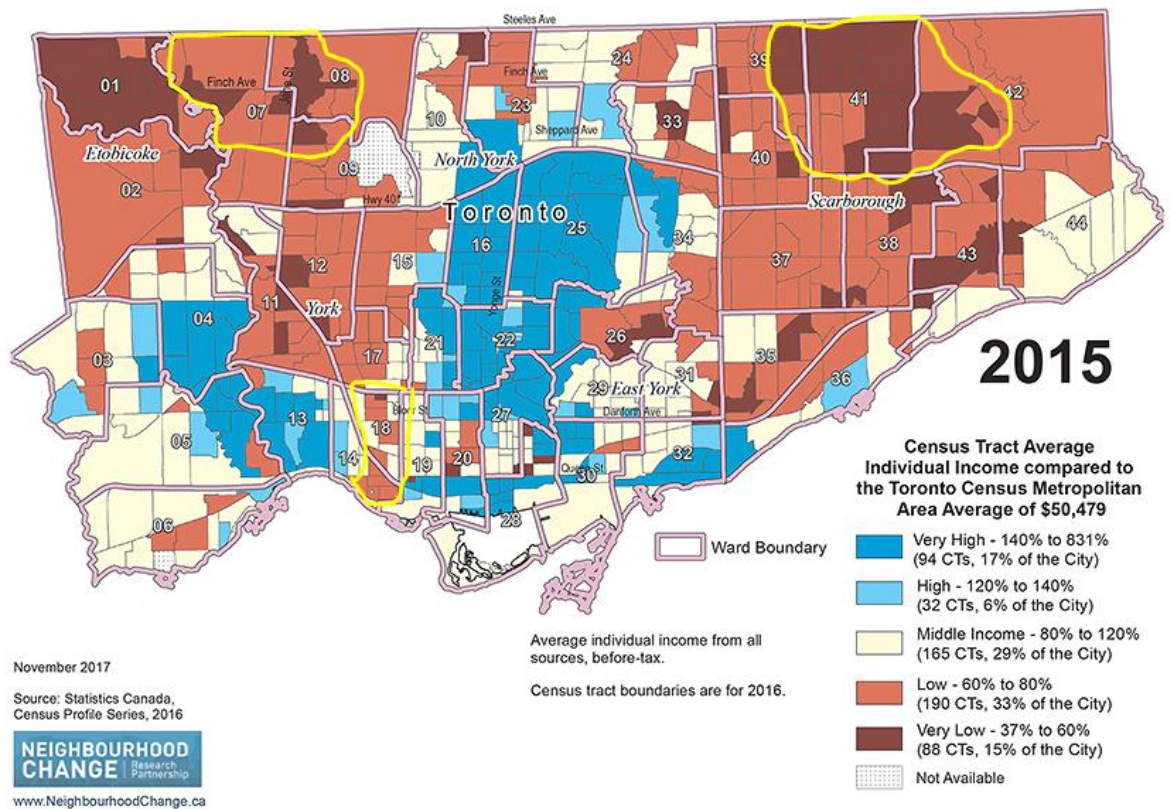 Steeles Ave
01
Finch Ave
Jane St
08
07
10
Finch Ave
23
24
39
41
42
33
Sheppard Ave
Etobicoke
North York
09
40
02
Hwy 401
Toronto
Scarborough
16
25
34
44
12
15
37
38
43
11
York
Yonge St
04
26
22
21
2015
03
17
35
29
East York
31
36
Bloor St
27
Danforth Ave
13
18
05
14
19
20
32
Queen St
30
06
28
Ward Boundary
Census Tract Average
Individual Income compared to
the Toronto Census Metropolitan
Area Average of $50,479
Very High - 140% to 831%
(94 CTs, 17% of the City)
High - 120% to 140%
(32 CTs, 6% of the City)
Middle Income - 80% to 120%
(165 CTs, 29% of the City)
Low - 60% to 80%
(190 CTs, 33% of the City)
Very Low - 37% to 60%
(88 CTs, 15% of the City)
Not Available
Average individual income from all
sources, before-tax.
Census tract boundaries are for 2016.
November 2017
Source: Statistics Canada,
Census Profile Series, 2016
NEIGHBOURHOOD
CHANGE Research
Partnership
www.NeighbourhoodChange.ca